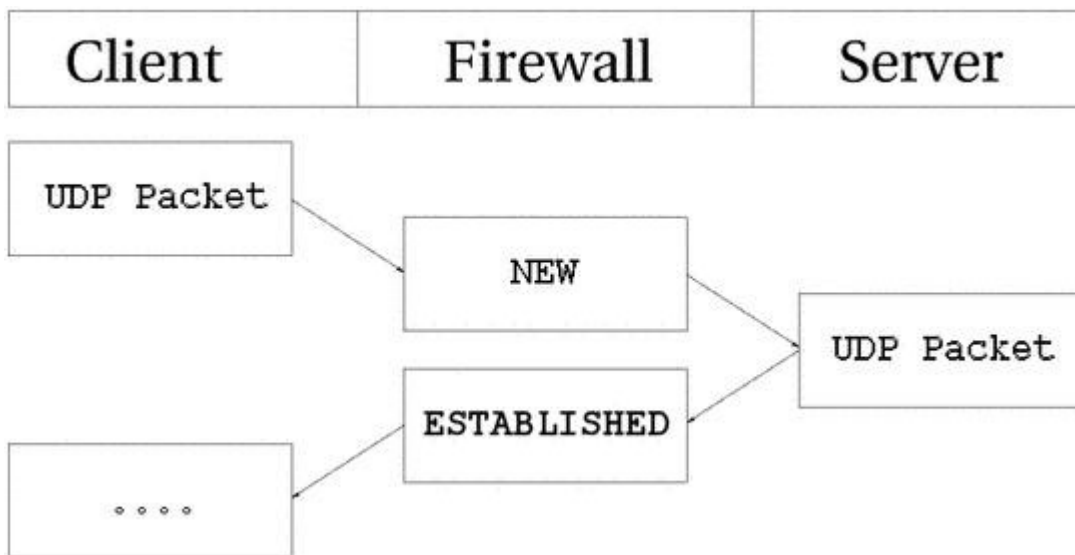 Client Firewall Server
UDP Packet
NEW
UDP Packet
ESTABLISHED
....